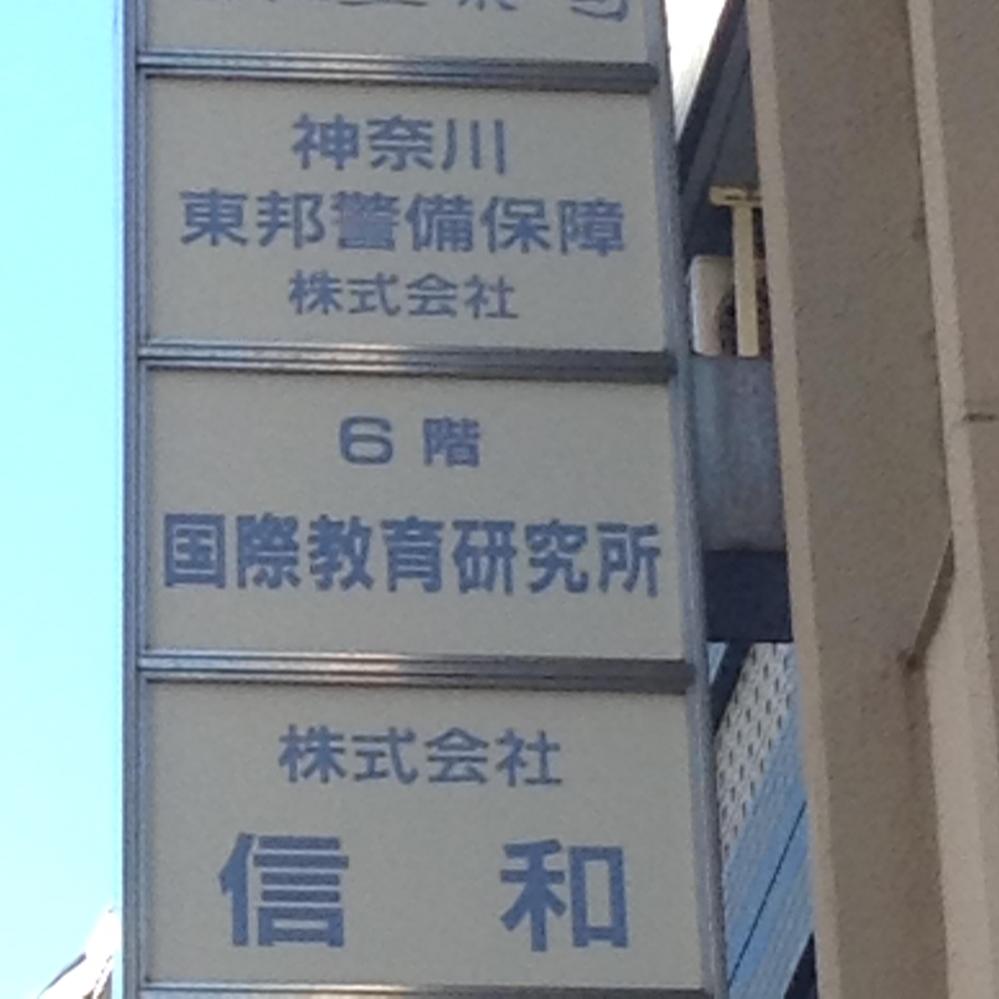 神奈川
東邦警備保障
株式会社
6階
国際教育研究所
株式会社
信和